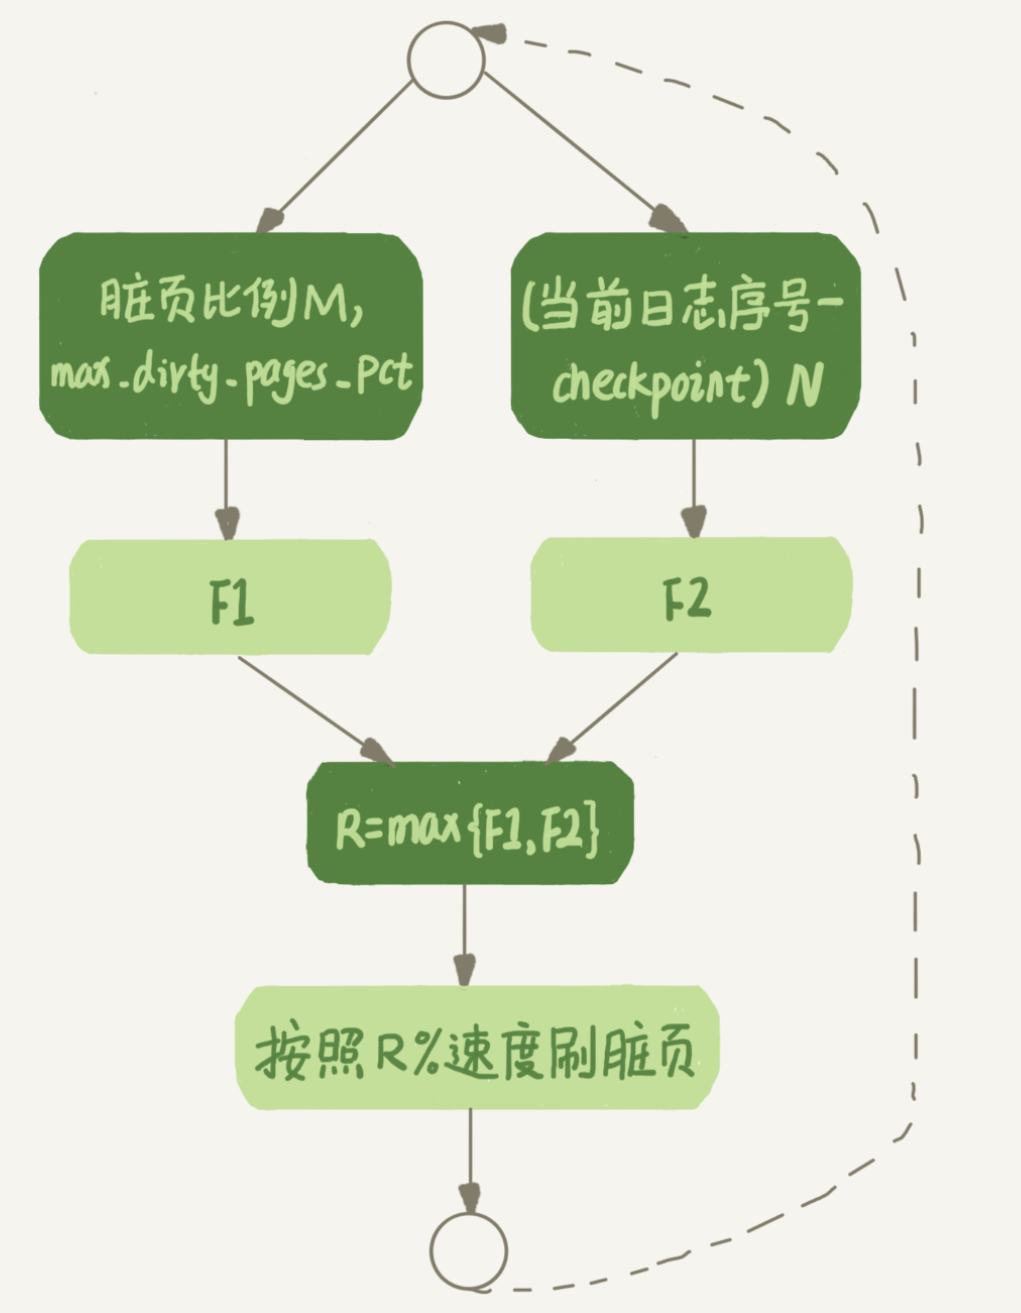 脏页比例M,
max_dirty_pages_pct
(当前日志序号-
checkpoint) N
F1
F2
R=max{F1,F2}
按照R%速度刷脏页